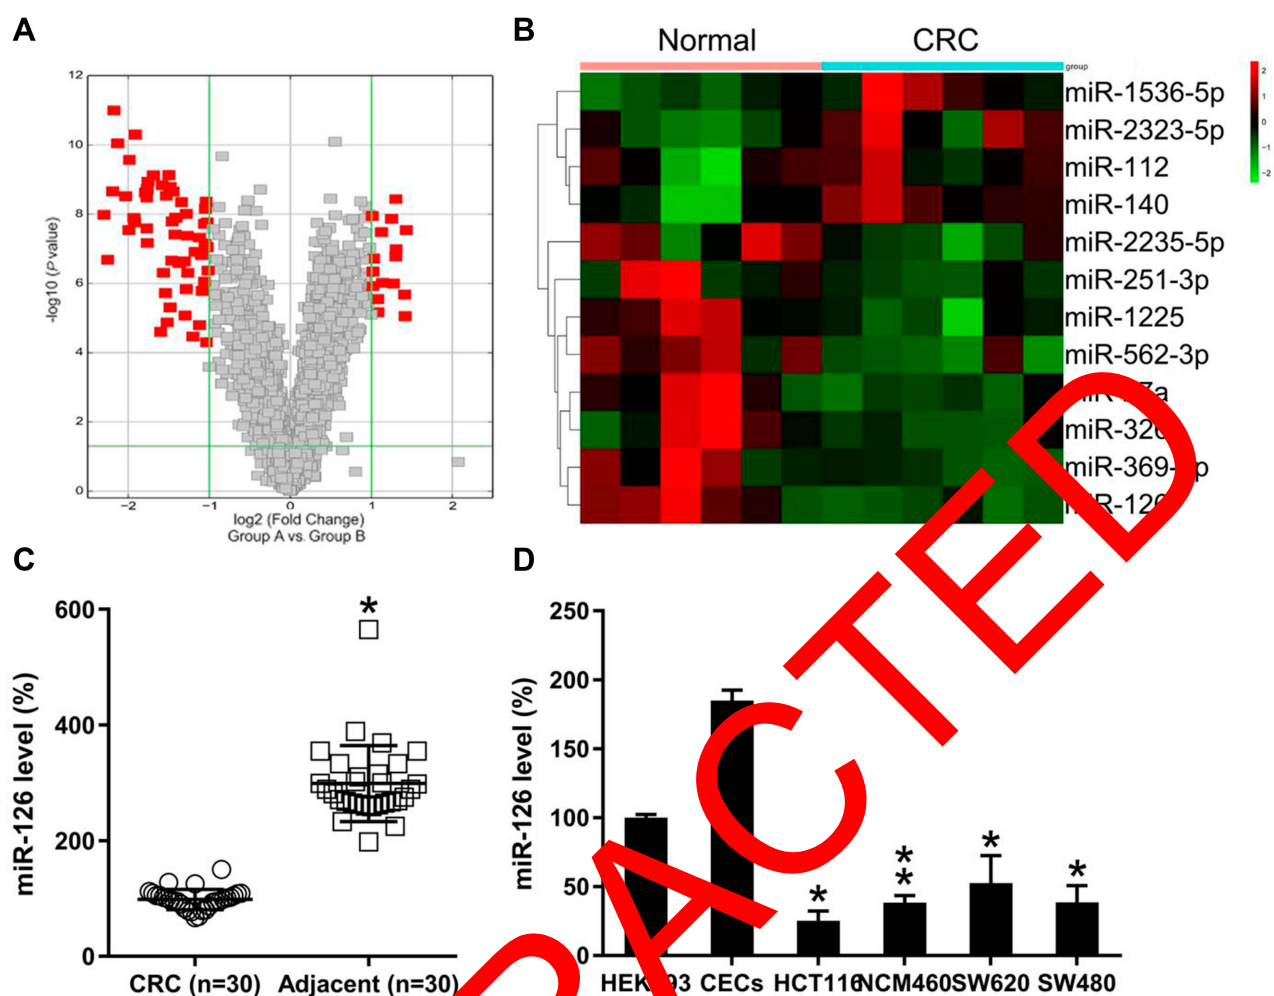 A
12
10
8
6
4
2
0
-log10 (P value)
−2
−1
0
1
2
log2 (Fold Change)
Group A vs. Group B
B
Normal
CRC
group
miR-1536-5p
miR-2323-5p
miR-112
miR-140
miR-2235-5p
miR-251-3p
miR-1225
miR-562-3p
miR-326
2
1
0
−1
−2
C
600
400
200
0
miR-126 level (%)
*
CRC (n=30)
Adjacent (n=30)
D
250
200
150
100
50
0
miR-126 level (%)
*
*
*
*
*
CECs
HCT116
NCM460
SW620
SW480
RACTED